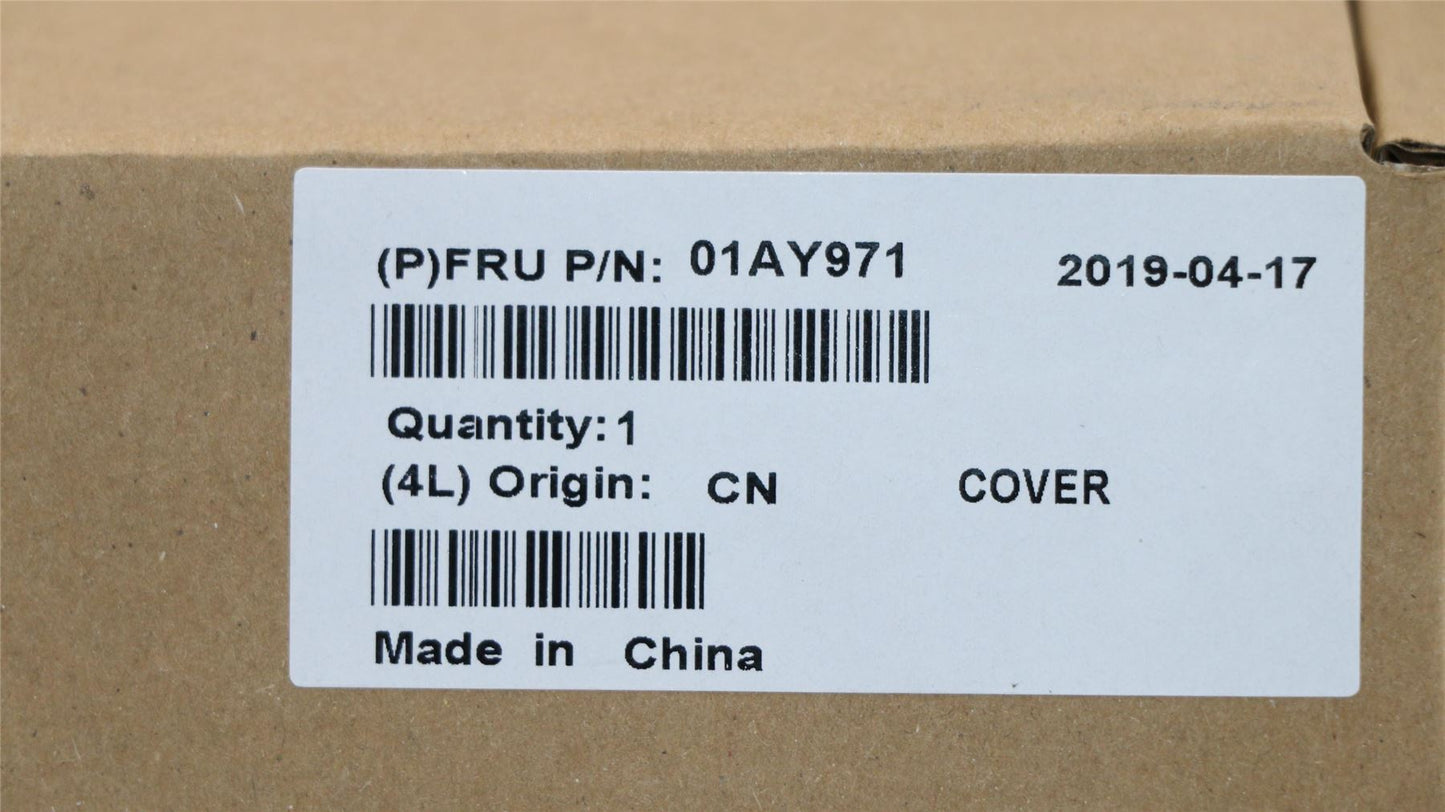 (P)FRU P/N: 01AY971 2019-04-17
Quantity: 1
(4L) Origin: CN COVER
Made in China